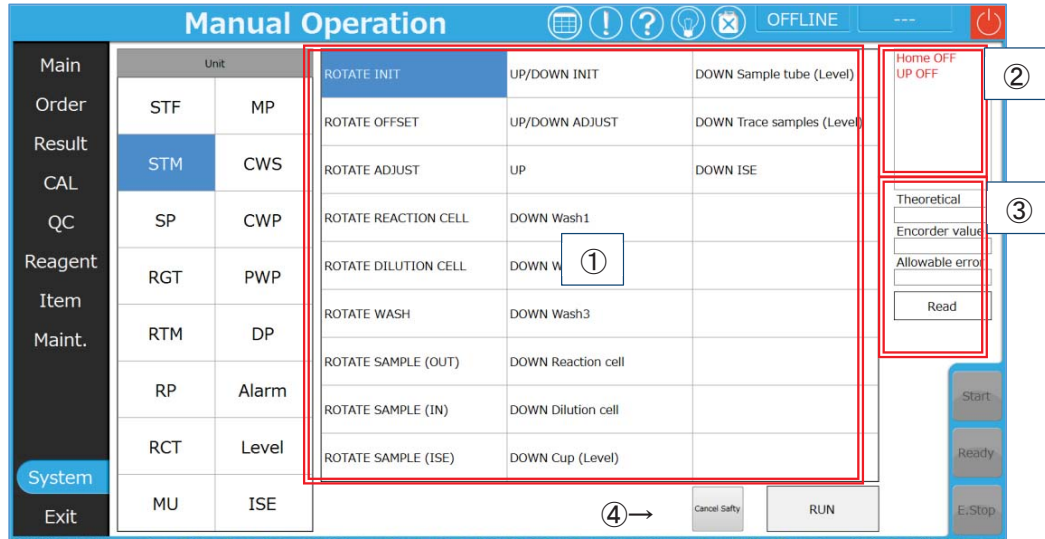 Manual Operation
OFFLINE
---
Main
Order
Result
CAL
QC
Reagent
Item
Maint.
System
Exit
Unit
STF MP
STM CWS
SP CWP
RGT PWP
RTM DP
RP Alarm
RCT Level
MU ISE
ROTATE INIT UP/DOWN INIT DOWN Sample tube (Level)
ROTATE OFFSET UP/DOWN ADJUST DOWN Trace samples (Level)
ROTATE ADJUST UP DOWN ISE
ROTATE REACTION CELL DOWN Wash1
ROTATE DILUTION CELL DOWN
ROTATE WASH DOWN Wash3
ROTATE SAMPLE (OUT) DOWN Reaction cell
ROTATE SAMPLE (IN) DOWN Dilution cell
ROTATE SAMPLE (ISE) DOWN Cup (Level)
①
Home OFF
UP OFF
②
Theoretical
Encorder value
Allowable error
Read
③
④→
Cancel Safty
RUN
Start
Ready
E.Stop